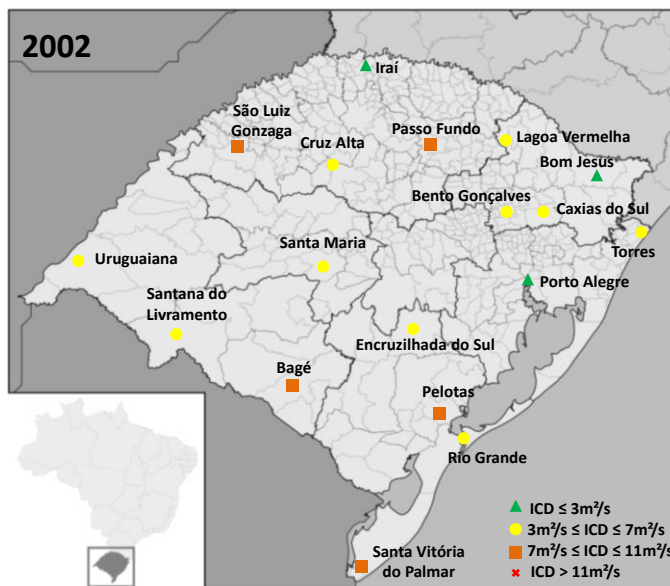 2002
Iraí
São Luiz
Gonzaga
Cruz Alta
Passo Fundo
Lagoa Vermelha
Bom Jesus
Bento Gonçalves
Caxias do Sul
Torres
Uruguaiana
Santa Maria
Porto Alegre
Santana do
Livramento
Encruzilhada do Sul
Bagé
Pelotas
Rio Grande
Santa Vitória
do Palmar
ICD ≤ 3m²/s
3m²/s ≤ ICD ≤ 7m²/s
7m²/s ≤ ICD ≤ 11m²/s
ICD > 11m²/s